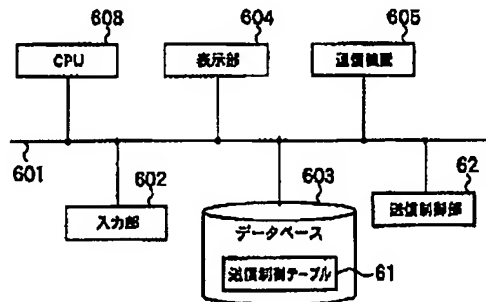 608
604
605
CPU
表示部
通信装置
601
602
603
62
入力部
データベース
送信制御部
送信制御テーブル
61